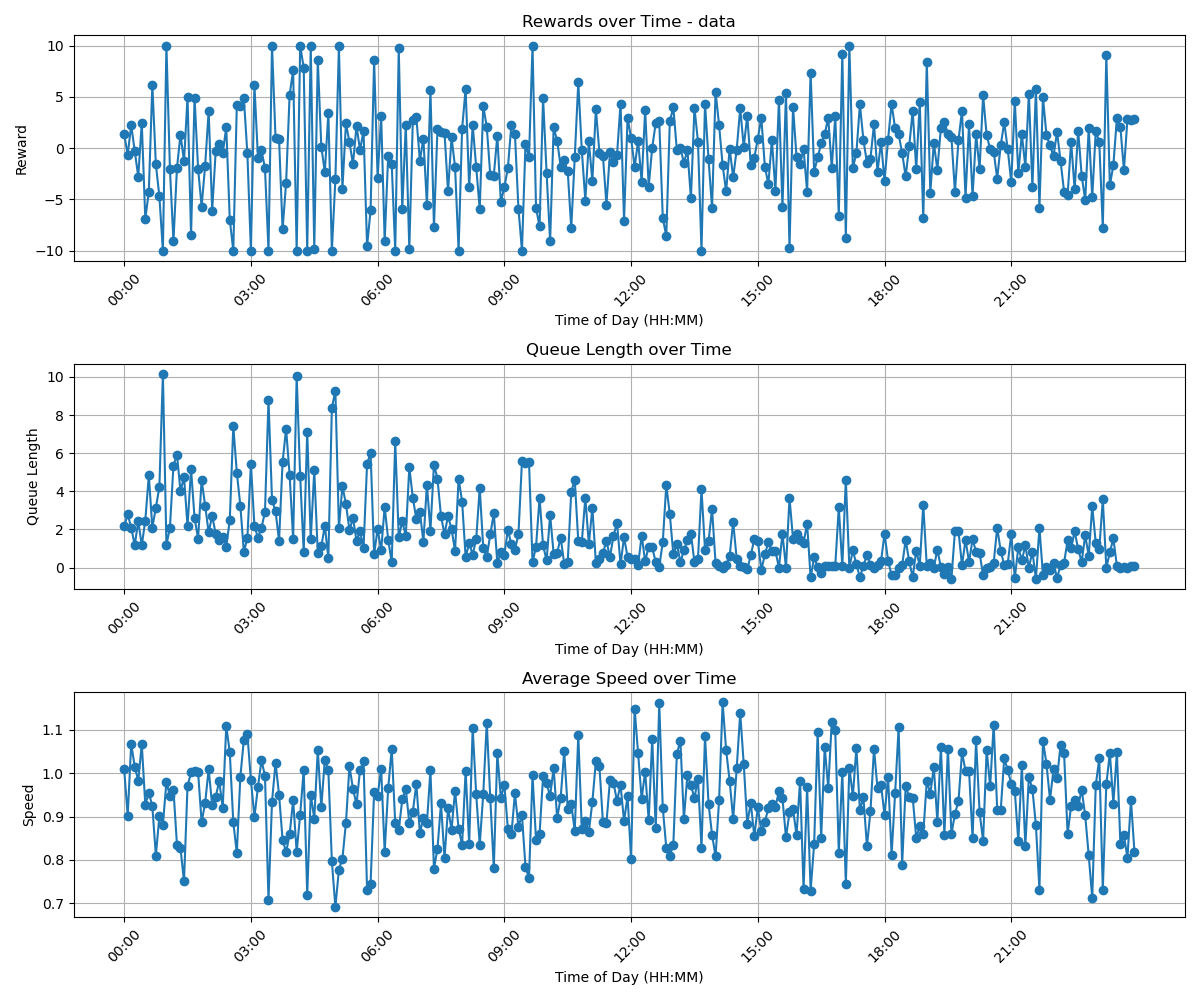 Rewards over Time - data
10
5
0
−5
−10
Reward
00:00 03:00 06:00 09:00 12:00 15:00 18:00 21:00
Time of Day (HH:MM)
Queue Length over Time
10
8
6
4
2
0
Queue Length
00:00 03:00 06:00 09:00 12:00 15:00 18:00 21:00
Time of Day (HH:MM)
Average Speed over Time
1.1
1.0
0.9
0.8
0.7
Speed
00:00 03:00 06:00 09:00 12:00 15:00 18:00 21:00
Time of Day (HH:MM)